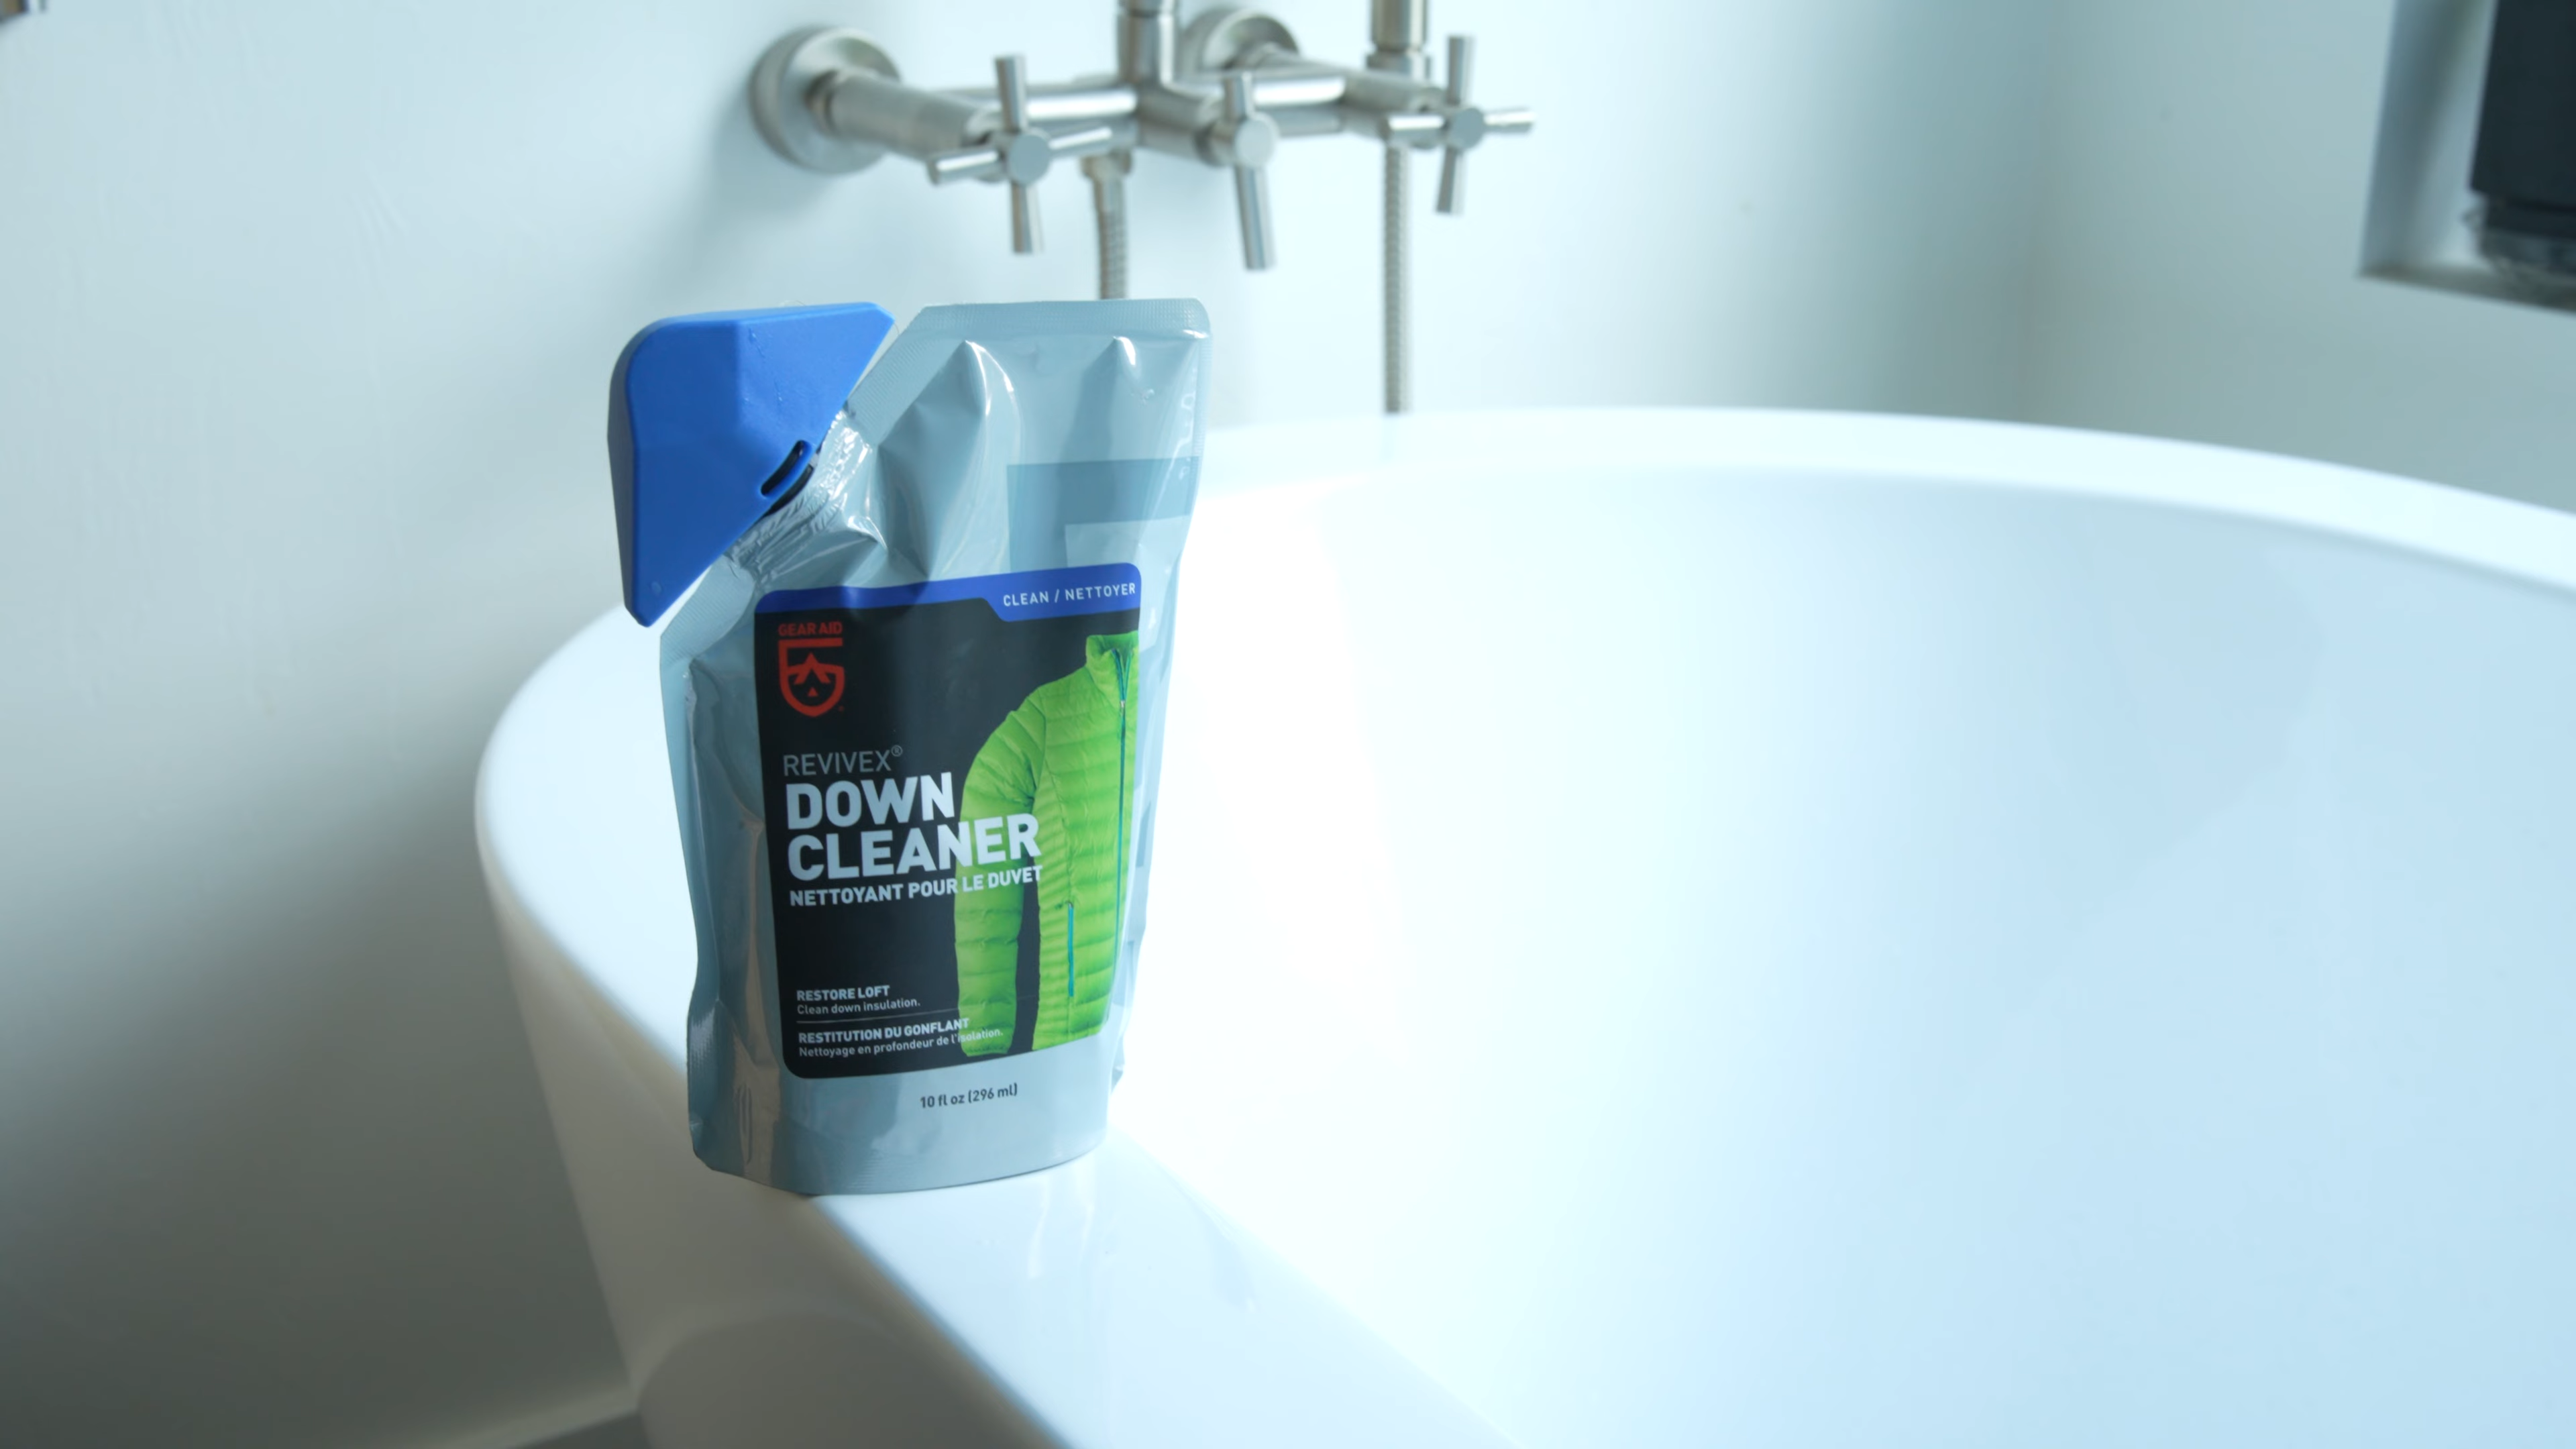 CLEAN / NETTOYER
GEAR AID
REVIVEX®
DOWN
CLEANER
NETTOYANT POUR LE DUVET
RESTORE LOFT
Clean down insulation.
RESTITUTION DU GONFLANT
Nettoyage en profondeur de l'isolation.
10 fl oz (296 ml)